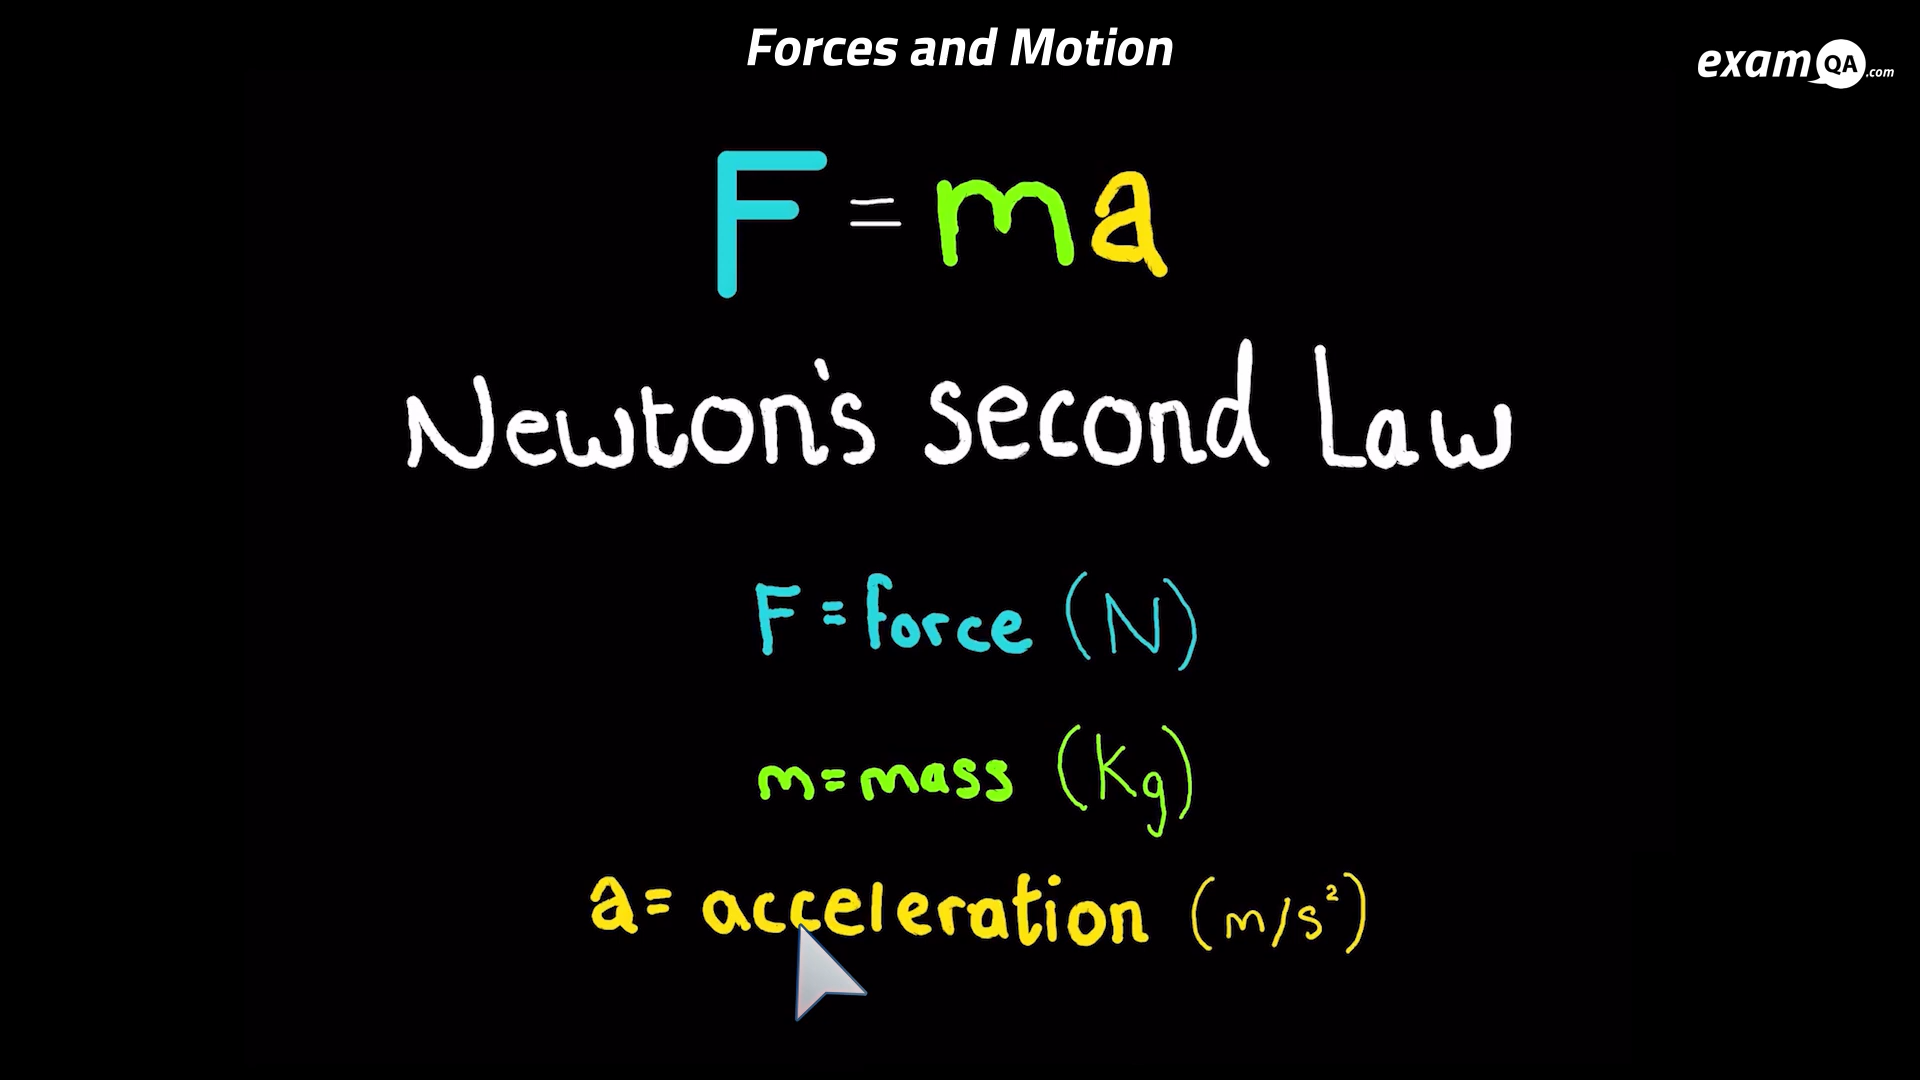 Forces and Motion
examQA.com
F = ma
Newton's second Law
F = force (N)
m = mass (Kg)
a = acceleration (m/s²)